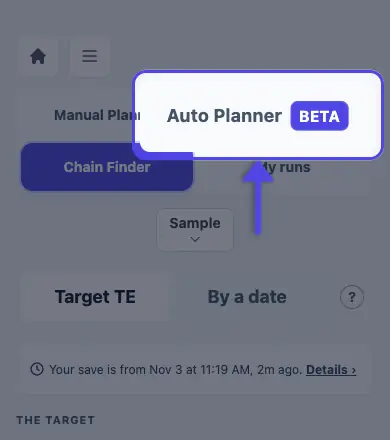 Manual Plan
Auto Planner BETA
Chain Finder
y runs
Sample
Target TE
By a date
?
Your save is from Nov 3 at 11:19 AM, 2m ago. Details ›
THE TARGET